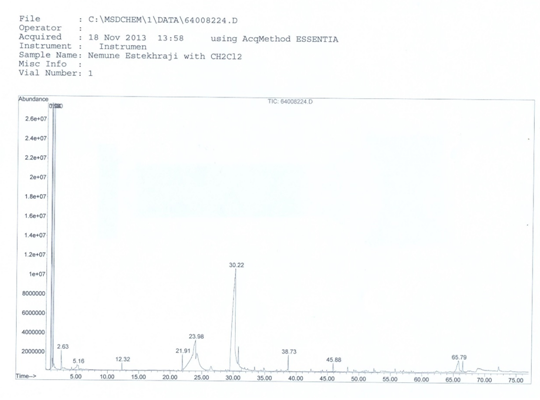 File       : C:\MSDCHEM\1\DATA\64008224.D
Operator   :
Acquired   : 18 Nov 2013  13:58     using AcqMethod ESSENTIA
Instrument :   Instrumen
Sample Name: Nemune Estekhraji with CH2Cl2
Misc Info  :
Vial Number: 1
Abundance
TIC: 64008224.D
2.6e+07
2.4e+07
2.2e+07
2e+07
1.8e+07
1.6e+07
1.4e+07
1.2e+07
1e+07
8000000
6000000
4000000
2000000
2.63
5.16
12.32
21.91
23.98
30.22
38.73
45.88
65.79
Time-->
5.00 10.00 15.00 20.00 25.00 30.00 35.00 40.00 45.00 50.00 55.00 60.00 65.00 70.00 75.00